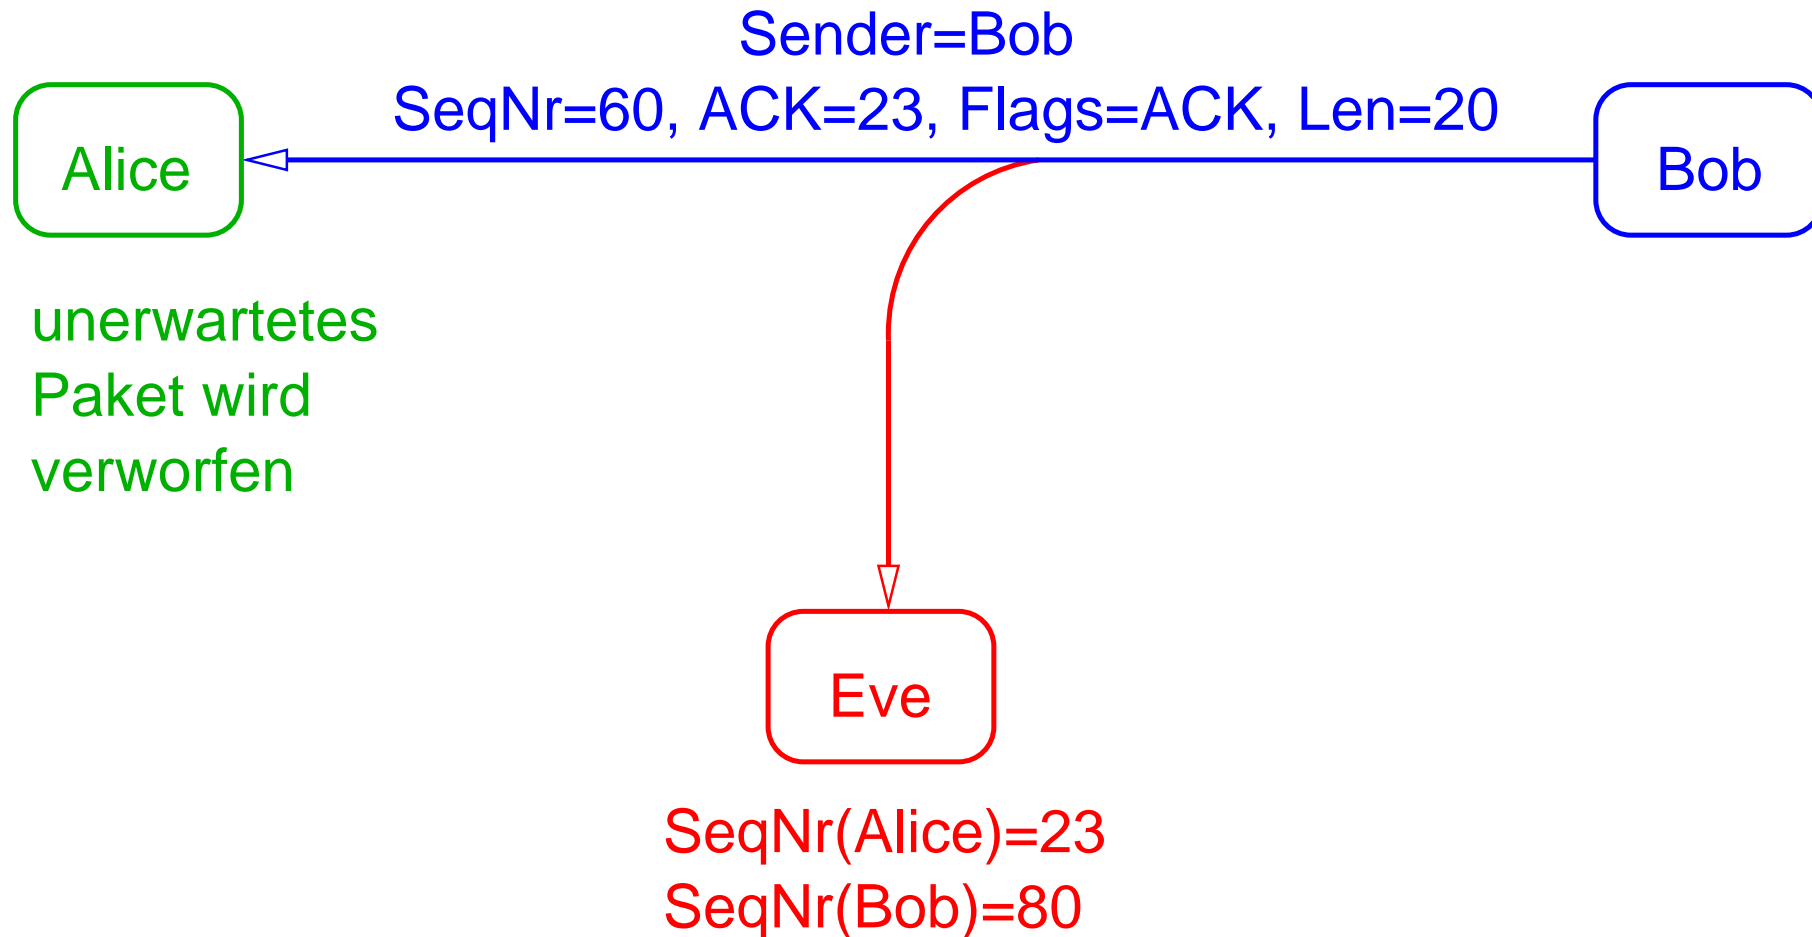 Sender=Bob
SeqNr=60, ACK=23, Flags=ACK, Len=20
Alice
Bob
unerwartetes
Paket wird
verworfen
Eve
SeqNr(Alice)=23
SeqNr(Bob)=80